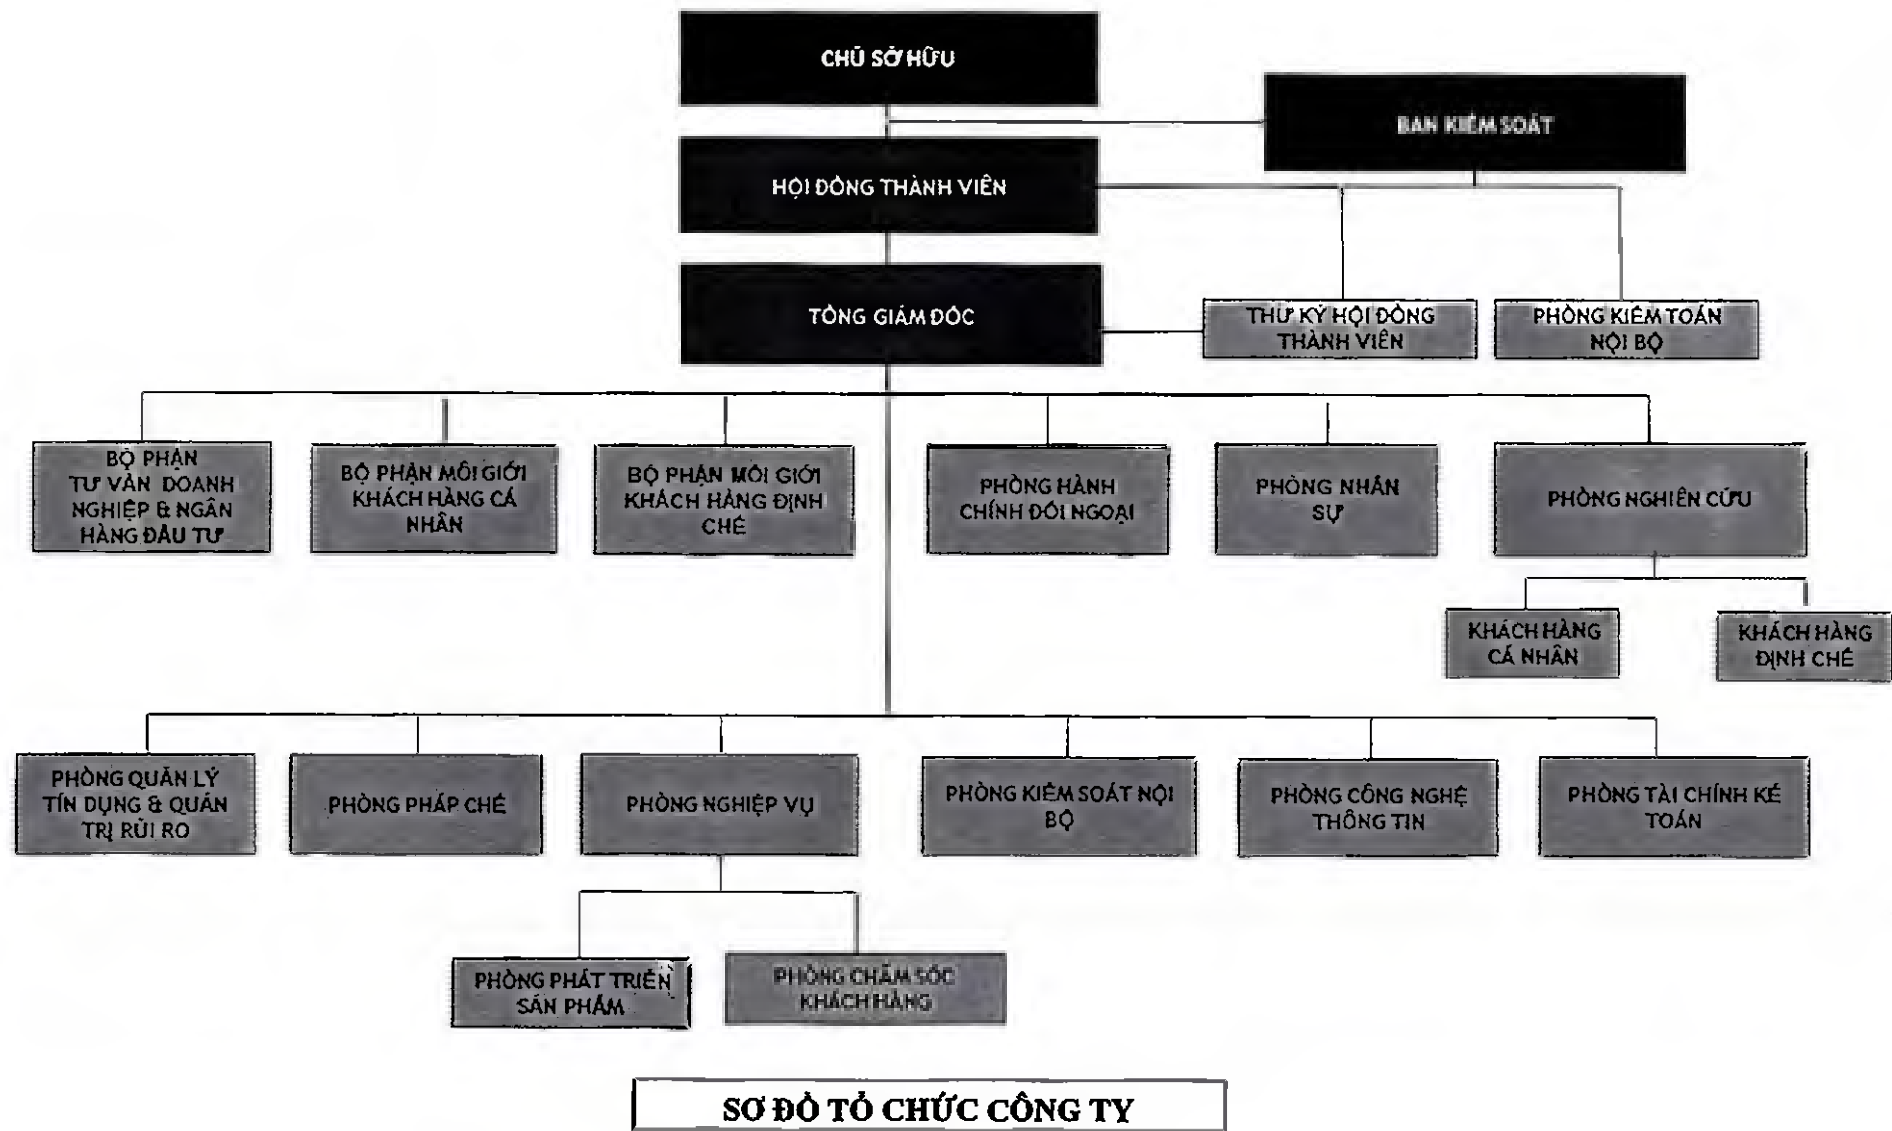 CHỦ SỞ HỮU
BAN KIỂM SOÁT
HỘI ĐỒNG THÀNH VIÊN
TỔNG GIÁM ĐỐC
THƯ KÝ HỘI ĐỒNG
THÀNH VIÊN
PHÒNG KIỂM TOÁN
NỘI BỘ
BỘ PHẬN
TƯ VẤN DOANH
NGHIỆP & NGÂN
HÀNG ĐẦU TƯ
BỘ PHẬN MÔI GIỚI
KHÁCH HÀNG CÁ
NHÂN
BỘ PHẬN MÔI GIỚI
KHÁCH HÀNG ĐỊNH
CHẾ
PHÒNG HÀNH
CHÍNH ĐỐI NGOẠI
PHÒNG NHÂN
SỰ
PHÒNG NGHIÊN CỨU
KHÁCH HÀNG
CÁ NHÂN
KHÁCH HÀNG
ĐỊNH CHẾ
PHÒNG QUẢN LÝ
TÍN DỤNG & QUẢN
TRỊ RỦI RO
PHÒNG PHÁP CHẾ
PHÒNG NGHIỆP VỤ
PHÒNG KIỂM SOÁT NỘI
BỘ
PHÒNG CÔNG NGHỆ
THÔNG TIN
PHÒNG TÀI CHÍNH KẾ
TOÁN
PHÒNG PHÁT TRIỂN
SẢN PHẨM
PHÒNG CHĂM SÓC
KHÁCH HÀNG
SƠ ĐỒ TỔ CHỨC CÔNG TY